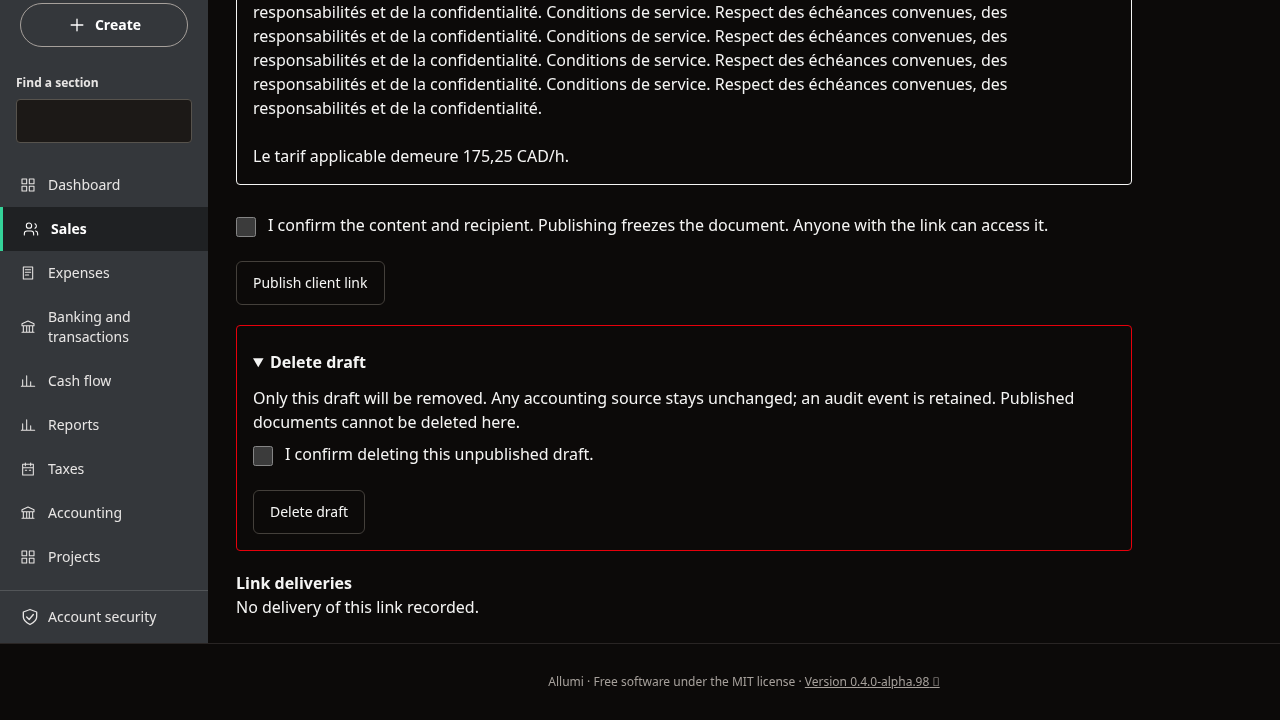 Create
Find a section
Dashboard
Sales
Expenses
Banking and
transactions
Cash flow
Reports
Taxes
Accounting
Projects
Account security
responsabilités et de la confidentialité. Conditions de service. Respect des échéances convenues, des
responsabilités et de la confidentialité. Conditions de service. Respect des échéances convenues, des
responsabilités et de la confidentialité. Conditions de service. Respect des échéances convenues, des
responsabilités et de la confidentialité. Conditions de service. Respect des échéances convenues, des
responsabilités et de la confidentialité.
Le tarif applicable demeure 175,25 CAD/h.
I confirm the content and recipient. Publishing freezes the document. Anyone with the link can access it.
Publish client link
Delete draft
Only this draft will be removed. Any accounting source stays unchanged; an audit event is retained. Published
documents cannot be deleted here.
I confirm deleting this unpublished draft.
Delete draft
Link deliveries
No delivery of this link recorded.
Allumi · Free software under the MIT license · Version 0.4.0-alpha.98